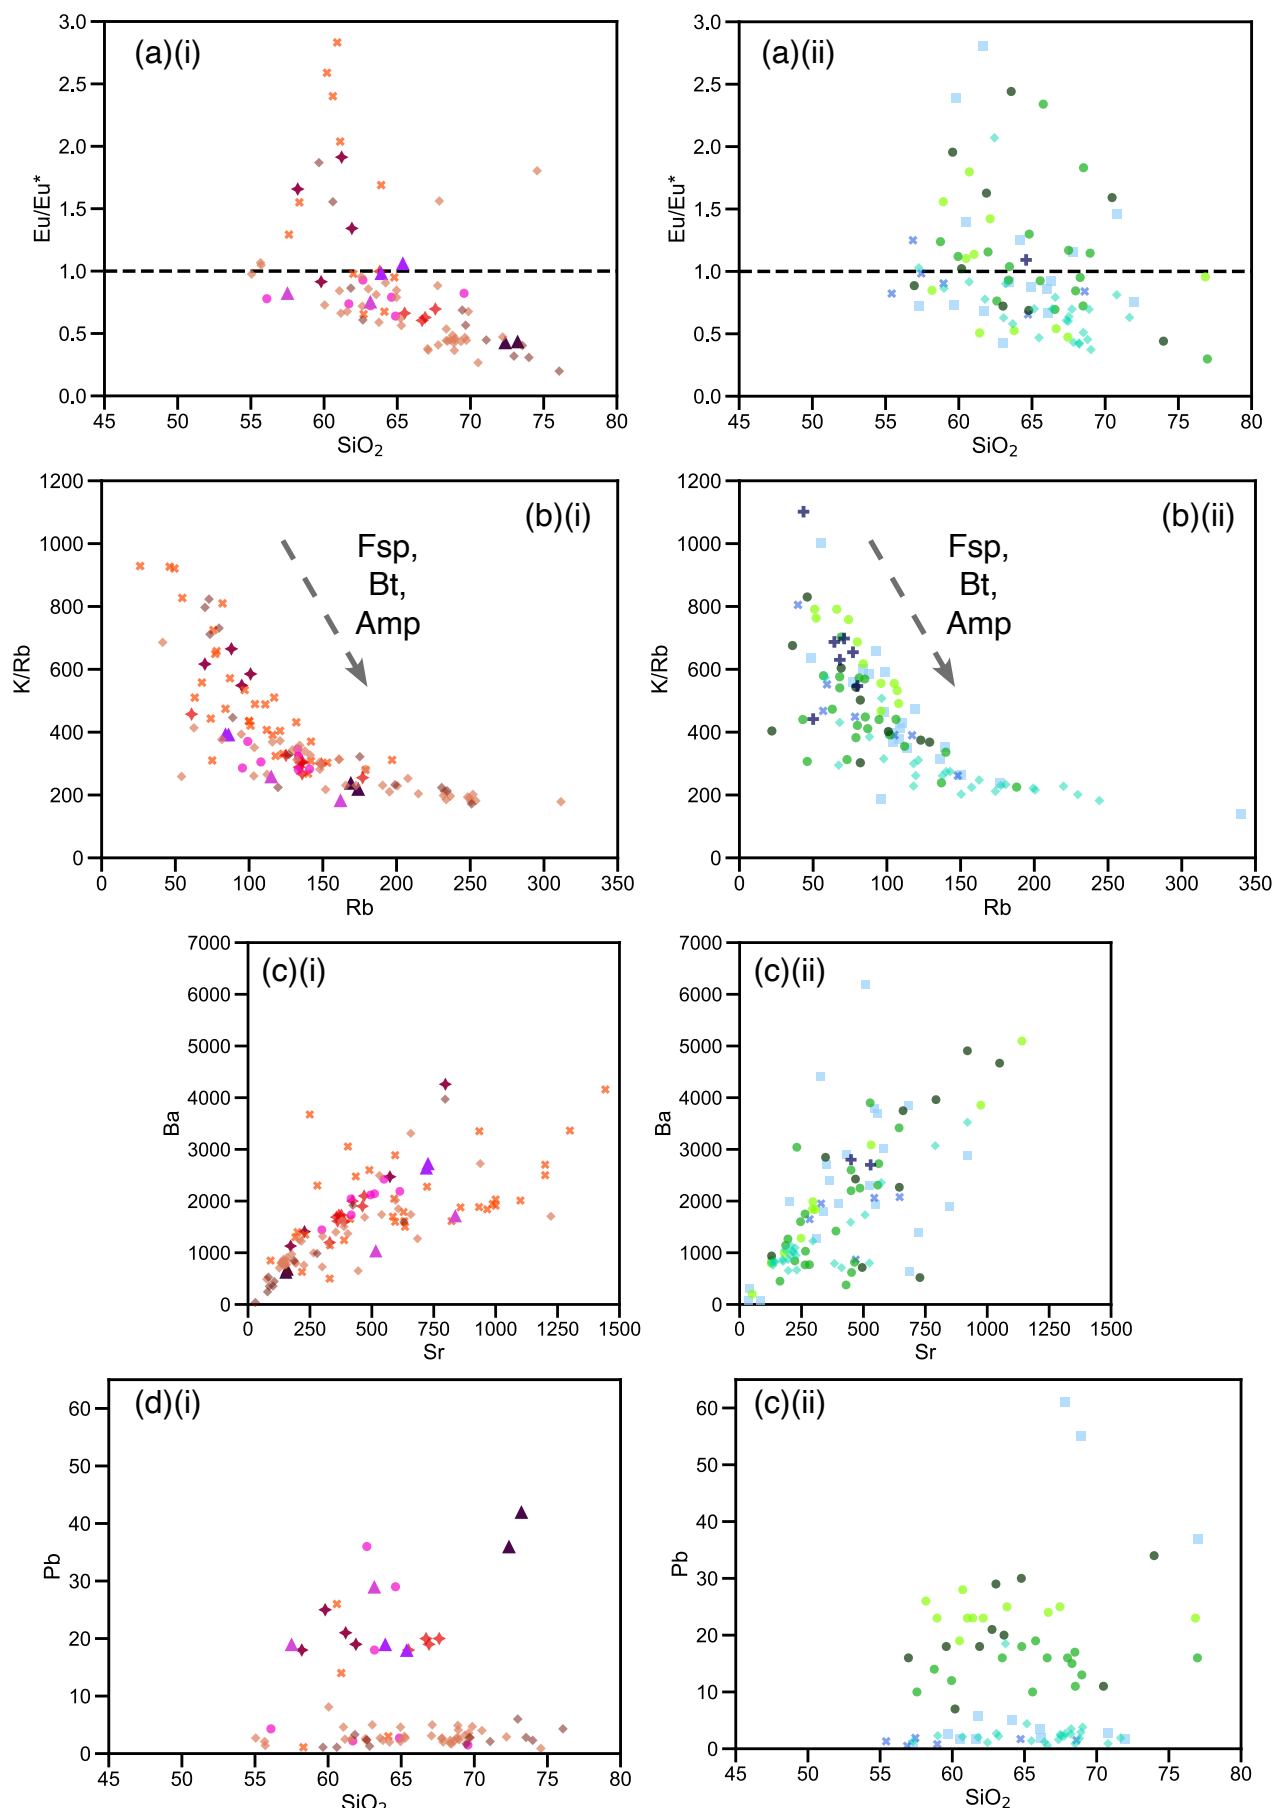 (a)(i)
3.0
2.5
2.0
1.5
1.0
0.5
0.0
Eu/Eu*
45 50 55 60 65 70 75 80
SiO₂
(a)(ii)
3.0
2.5
2.0
1.5
1.0
0.5
0.0
Eu/Eu*
45 50 55 60 65 70 75 80
SiO₂
(b)(i)
Fsp,
Bt,
Amp
1200
1000
800
600
400
200
0
K/Rb
0 50 100 150 200 250 300 350
Rb
(b)(ii)
Fsp,
Bt,
Amp
1200
1000
800
600
400
200
0
K/Rb
0 50 100 150 200 250 300 350
Rb
(c)(i)
7000
6000
5000
4000
3000
2000
1000
0
Ba
0 250 500 750 1000 1250 1500
Sr
(c)(ii)
7000
6000
5000
4000
3000
2000
1000
0
Ba
0 250 500 750 1000 1250 1500
Sr
(d)(i)
60
50
40
30
20
10
0
Pb
45 50 55 60 65 70 75 80
SiO₂
(c)(ii)
60
50
40
30
20
10
0
Pb
45 50 55 60 65 70 75 80
SiO₂